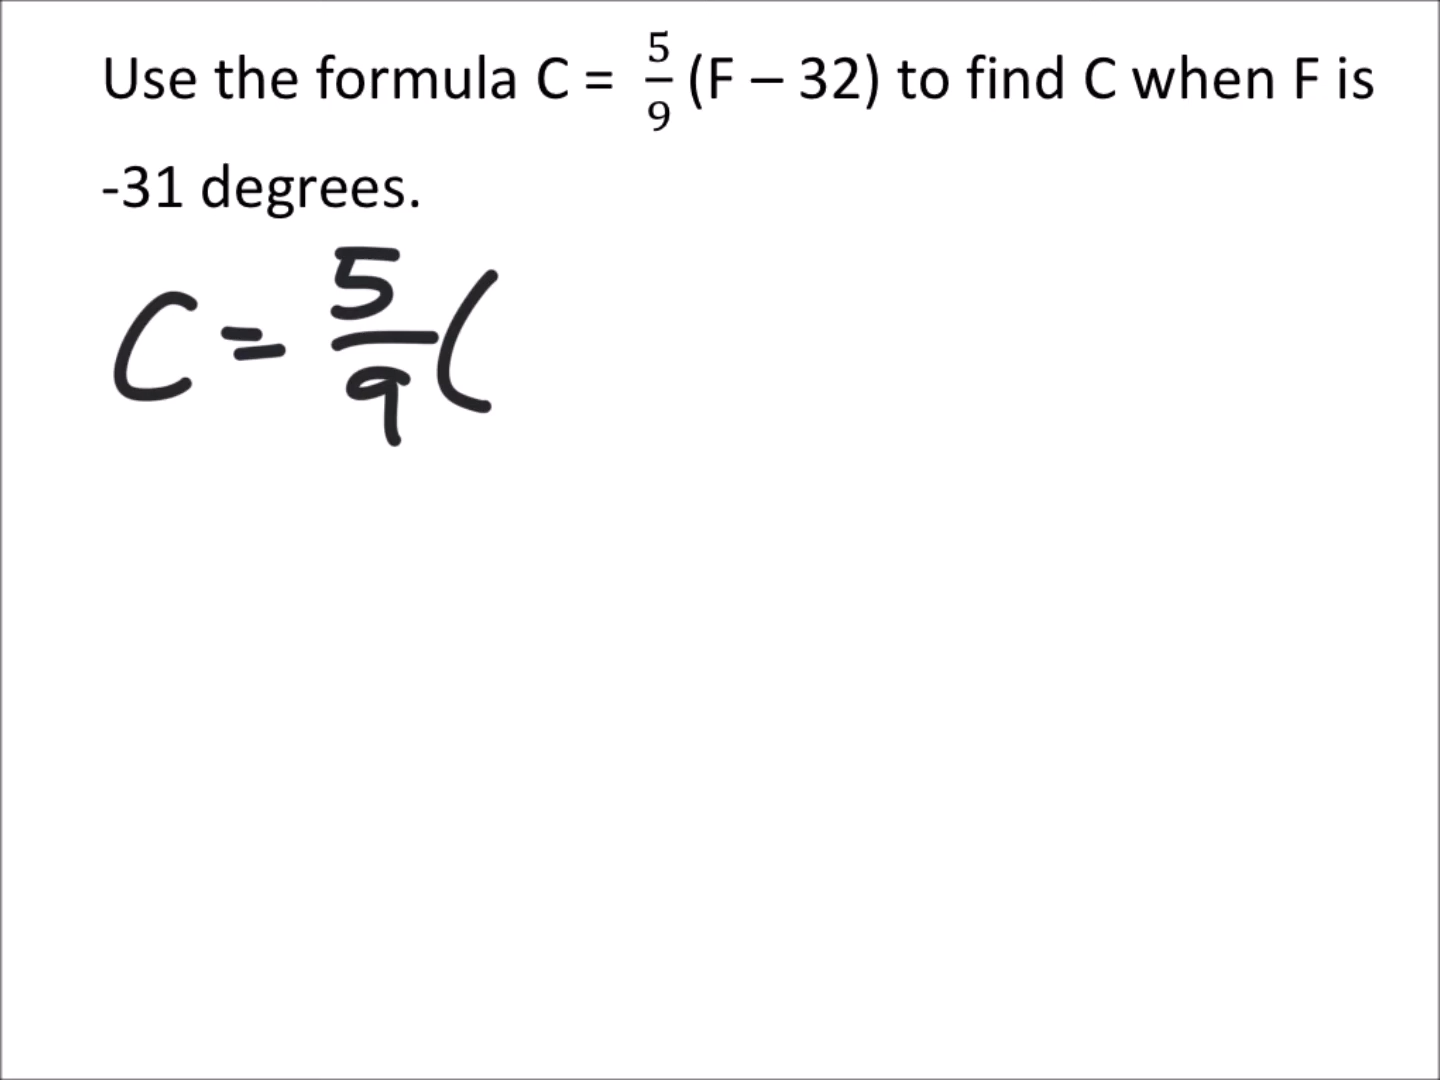 Use the formula C = 5/9 (F – 32) to find C when F is
-31 degrees.
C = 5/9 (